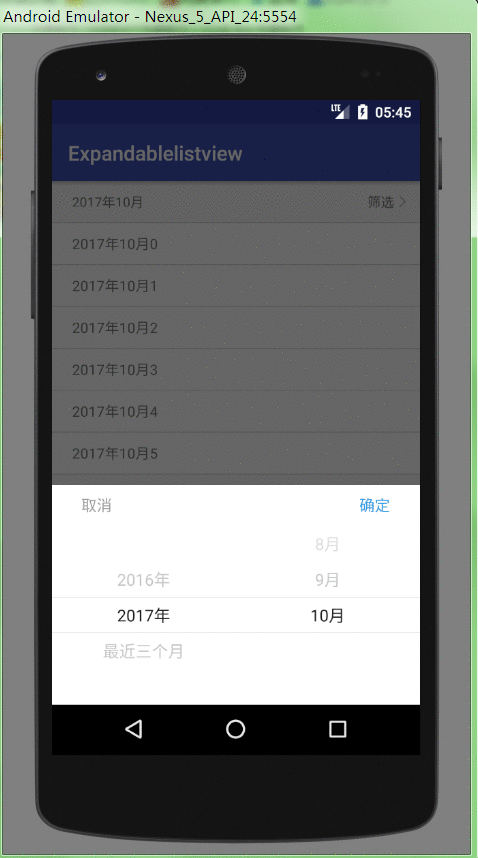 Android Emulator - Nexus_5_API_24:5554
LTE 05:45
Expandablelistview
2017年10月 筛选
2017年10月0
2017年10月1
2017年10月2
2017年10月3
2017年10月4
2017年10月5
取消 确定
8月
2016年 9月
2017年 10月
最近三个月